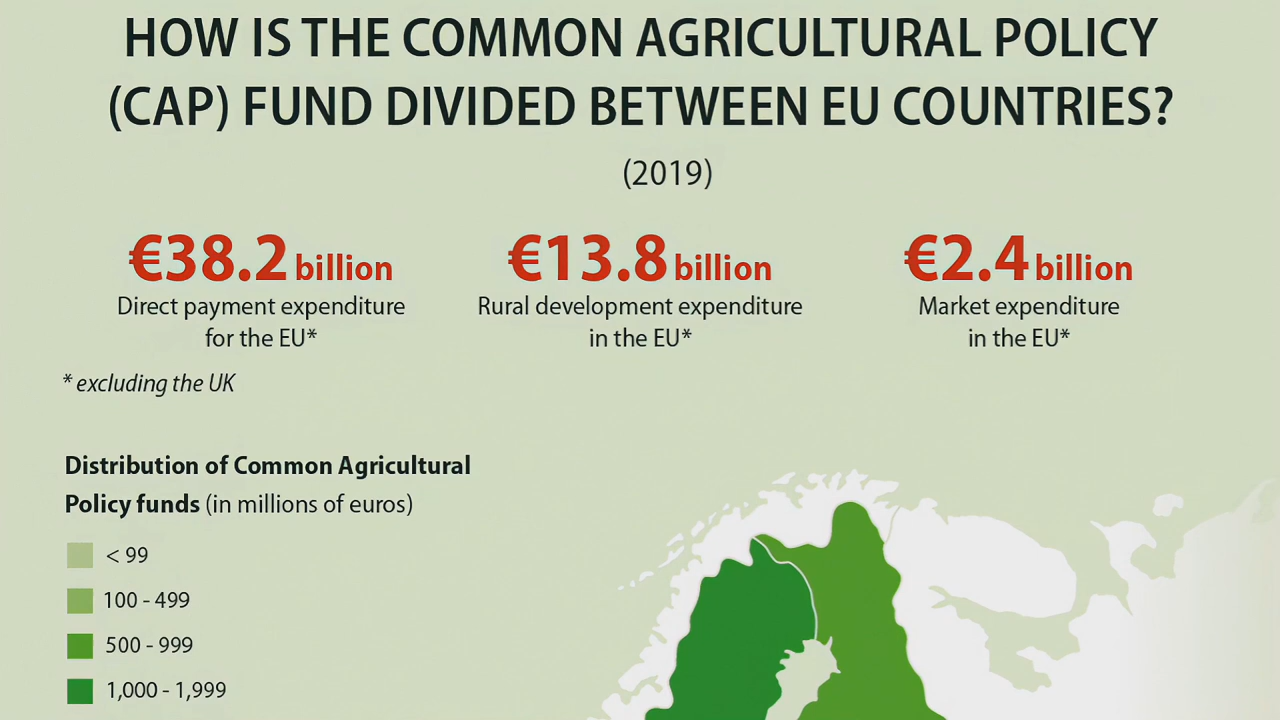 HOW IS THE COMMON AGRICULTURAL POLICY
(CAP) FUND DIVIDED BETWEEN EU COUNTRIES?
(2019)
€38.2 billion
Direct payment expenditure
for the EU*
€13.8 billion
Rural development expenditure
in the EU*
€2.4 billion
Market expenditure
in the EU*
* excluding the UK
Distribution of Common Agricultural
Policy funds (in millions of euros)
< 99
100 - 499
500 - 999
1,000 - 1,999